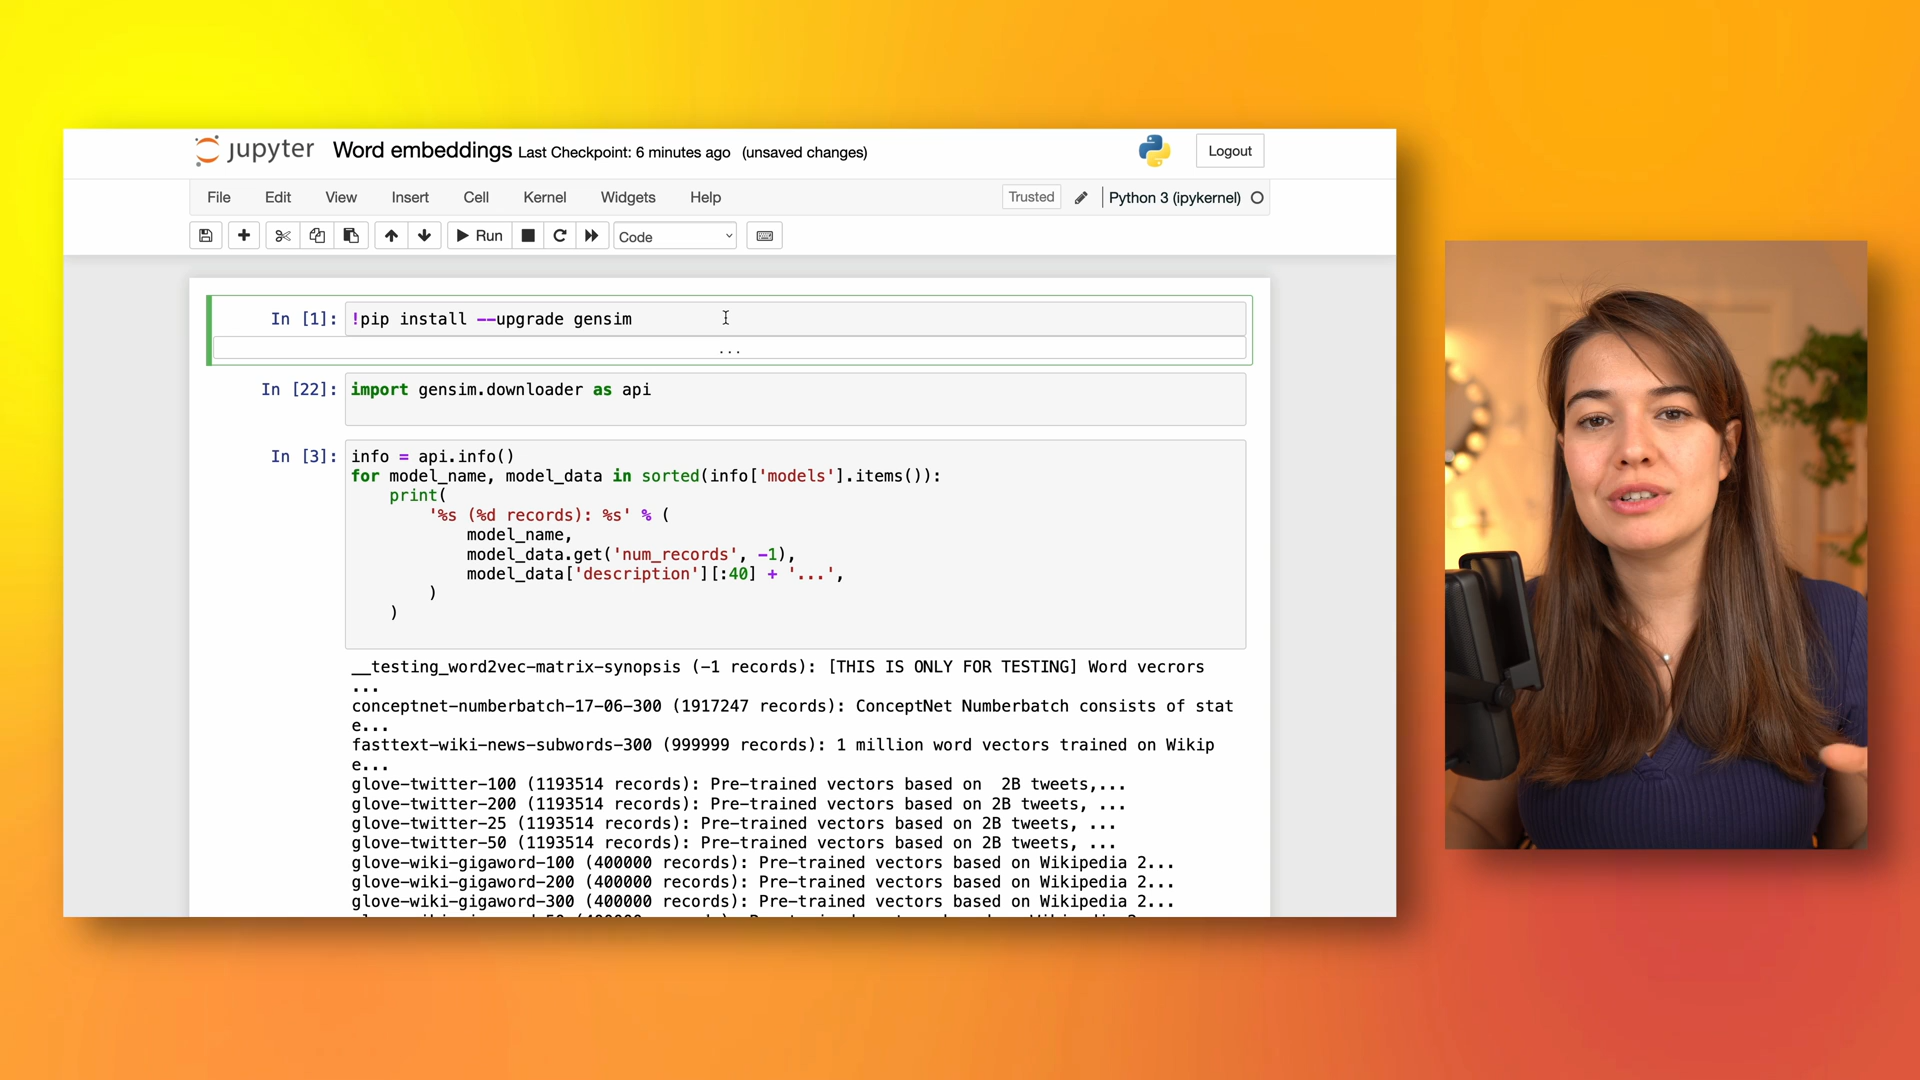 jupyter Word embeddings Last Checkpoint: 6 minutes ago (unsaved changes) Logout
File Edit View Insert Cell Kernel Widgets Help Trusted Python 3 (ipykernel)
Run Code
In [1]: !pip install --upgrade gensim
...
In [22]: import gensim.downloader as api
In [3]: info = api.info()
for model_name, model_data in sorted(info['models'].items()):
    print(
        '%s (%d records): %s' % (
            model_name,
            model_data.get('num_records', -1),
            model_data['description'][:40] + '...',
        )
    )
__testing_word2vec-matrix-synopsis (-1 records): [THIS IS ONLY FOR TESTING] Word vecrors
...
conceptnet-numberbatch-17-06-300 (1917247 records): ConceptNet Numberbatch consists of stat
e...
fasttext-wiki-news-subwords-300 (999999 records): 1 million word vectors trained on Wikip
e...
glove-twitter-100 (1193514 records): Pre-trained vectors based on  2B tweets,...
glove-twitter-200 (1193514 records): Pre-trained vectors based on 2B tweets, ...
glove-twitter-25 (1193514 records): Pre-trained vectors based on 2B tweets, ...
glove-twitter-50 (1193514 records): Pre-trained vectors based on 2B tweets, ...
glove-wiki-gigaword-100 (400000 records): Pre-trained vectors based on Wikipedia 2...
glove-wiki-gigaword-200 (400000 records): Pre-trained vectors based on Wikipedia 2...
glove-wiki-gigaword-300 (400000 records): Pre-trained vectors based on Wikipedia 2...